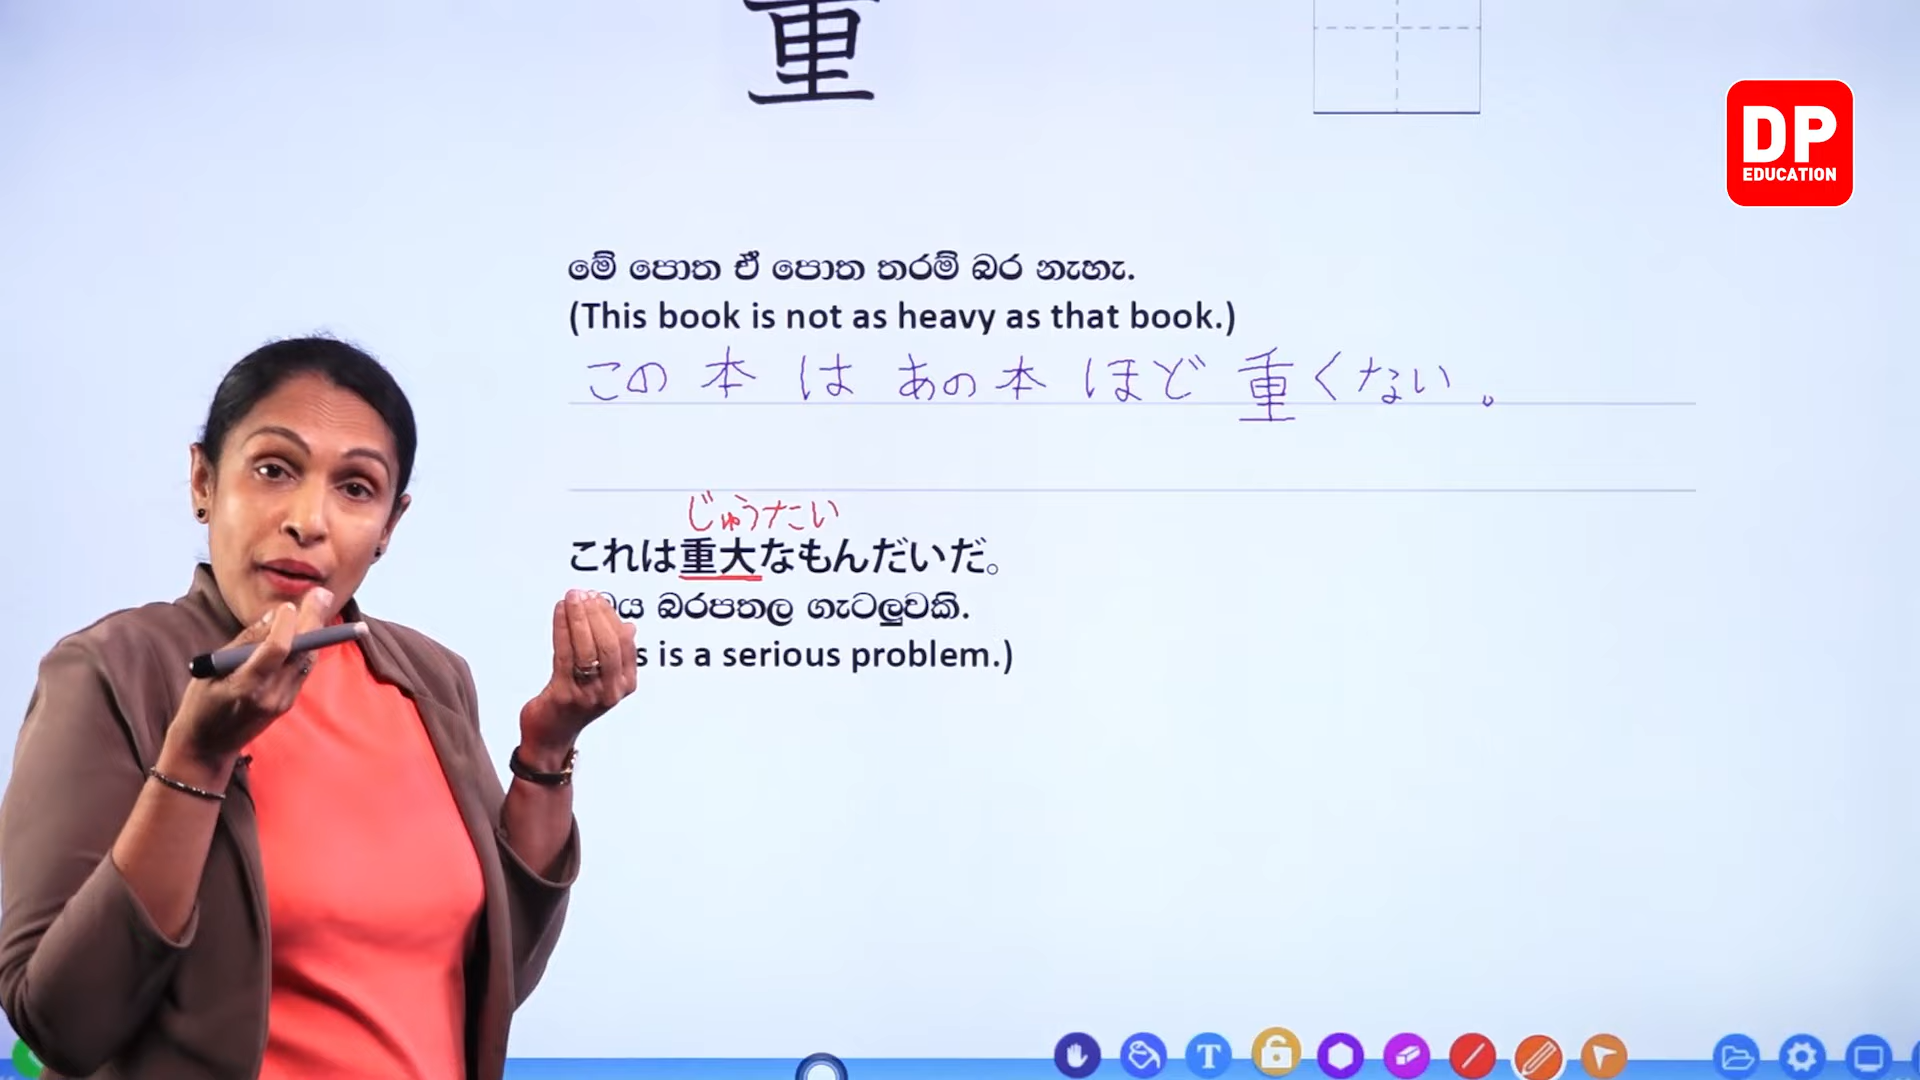 重
DP
EDUCATION
මේ පොත ඒ පොත තරම් බර නැහැ.
(This book is not as heavy as that book.)
この 本 は あの 本 ほど 重くない。
じゅうたい
これは重大なもんだいだ。
බරපතල ගැටලුවකි.
is a serious problem.)
T